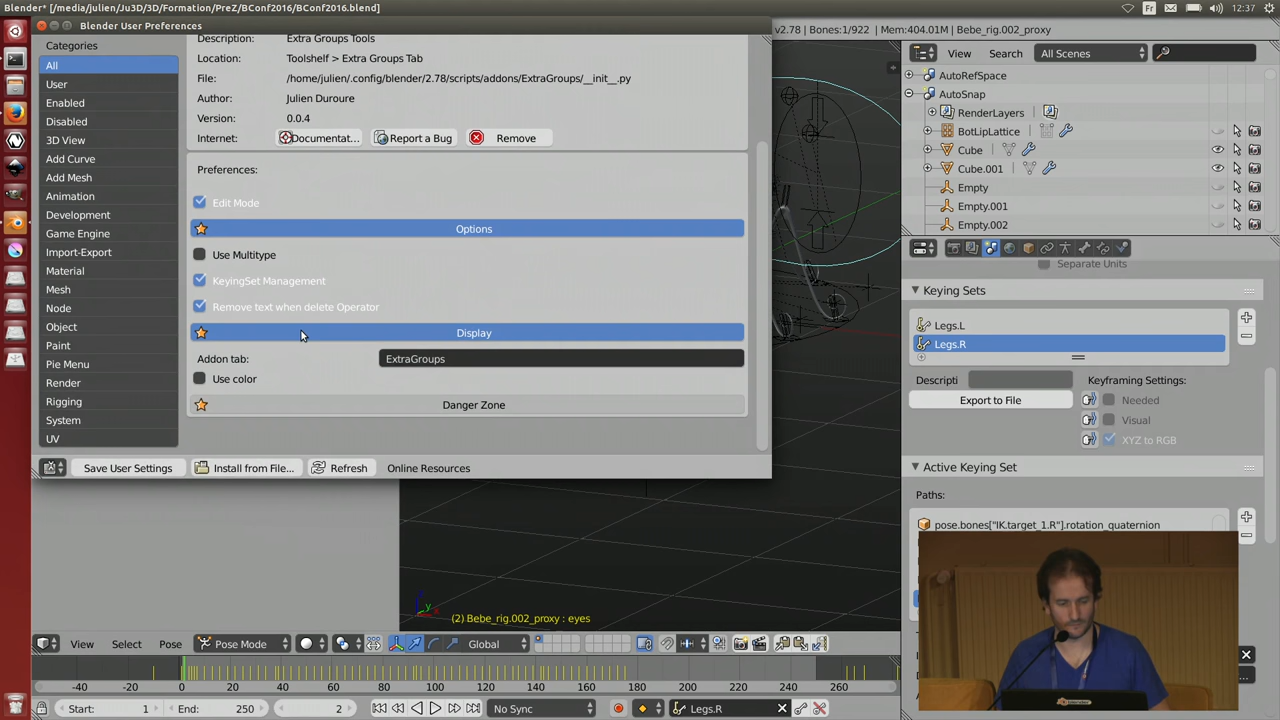 Blender* [/media/julien/Ju3D/3D/Formation/PreZ/BConf2016/BConf2016.blend]
Fr
12:37
Blender User Preferences
v2.78 | Bones:1/922 | Mem:404.01M | Bebe_rig.002_proxy
Categories
All
User
Enabled
Disabled
3D View
Add Curve
Add Mesh
Animation
Development
Game Engine
Import-Export
Material
Mesh
Node
Object
Paint
Pie Menu
Render
Rigging
System
UV
Description:
Extra Groups Tools
Location:
Toolshelf > Extra Groups Tab
File:
/home/julien/.config/blender/2.78/scripts/addons/ExtraGroups/__init__.py
Author:
Julien Duroure
Version:
0.0.4
Internet:
Documentat...
Report a Bug
Remove
Preferences:
Edit Mode
Options
Use Multitype
KeyingSet Management
Remove text when delete Operator
Display
Addon tab:
ExtraGroups
Use color
Danger Zone
Save User Settings
Install from File...
Refresh
Online Resources
View
Search
All Scenes
AutoRefSpace
AutoSnap
RenderLayers
BotLipLattice
Cube
Cube.001
Empty
Empty.001
Empty.002
Separate Units
Keying Sets
Legs.L
Legs.R
Descripti
Keyframing Settings:
Export to File
Needed
Visual
XYZ to RGB
Active Keying Set
Paths:
pose.bones["IK.target_1.R"].rotation_quaternion
y
(2) Bebe_rig.002_proxy : eyes
View
Select
Pose
Pose Mode
Global
-40
-20
0
20
40
60
80
100
120
140
160
180
200
220
240
260
Start:
1
End:
250
2
No Sync
Legs.R
blender